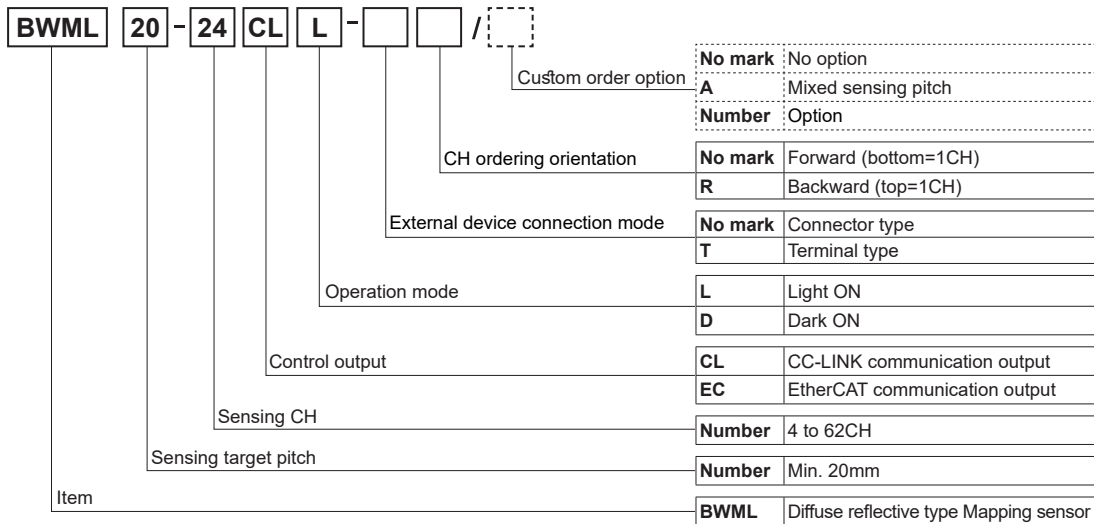 BWML 20 - 24 CL L - /
Custom order option
No mark No option
A Mixed sensing pitch
Number Option
CH ordering orientation
No mark Forward (bottom=1CH)
R Backward (top=1CH)
External device connection mode
No mark Connector type
T Terminal type
Operation mode
L Light ON
D Dark ON
Control output
CL CC-LINK communication output
EC EtherCAT communication output
Sensing CH
Number 4 to 62CH
Sensing target pitch
Number Min. 20mm
Item
BWML Diffuse reflective type Mapping sensor